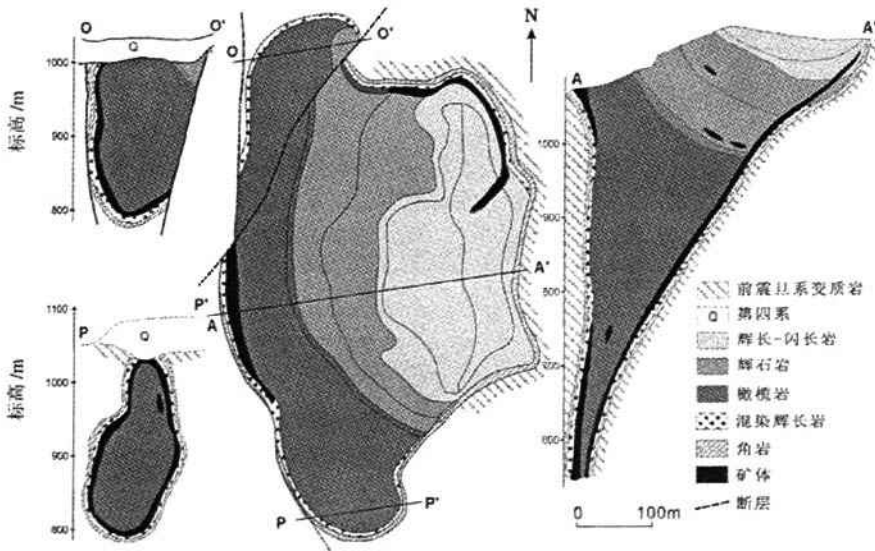 O
O'
Q
1000
900
800
标高/m
O
O'
N
A
A'
P'
A
A'
1000
900
800
700
600
P
Q
1100
1000
900
800
标高/m
P
P'
前震旦系变质岩
Q 第四系
辉长-闪长岩
辉石岩
橄榄岩
混染辉长岩
角岩
矿体
断层
0 100m